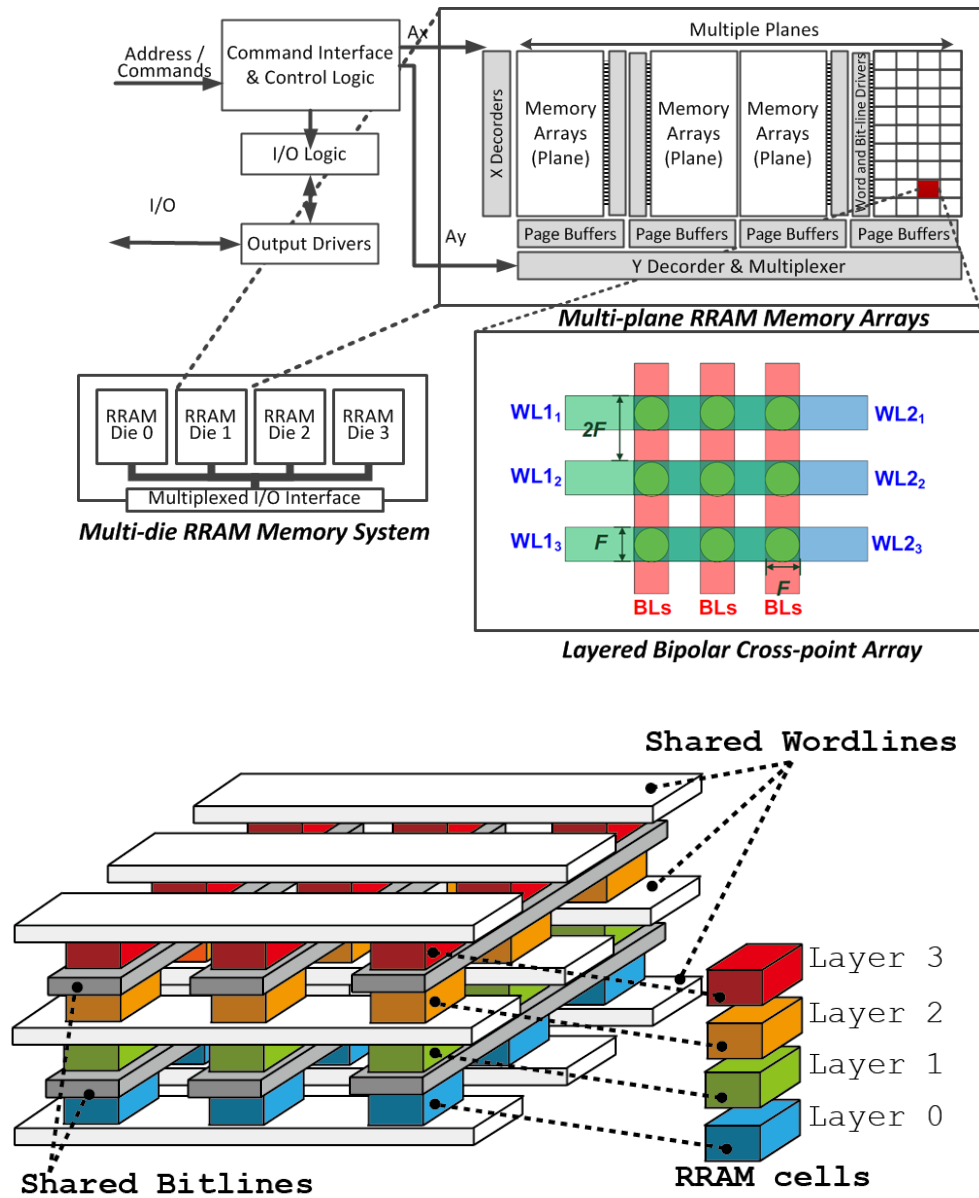 Address /
Commands
Command Interface
& Control Logic
Ax
I/O Logic
I/O
Output Drivers
Ay
Multiple Planes
X Decorders
Memory
Arrays
(Plane)
Memory
Arrays
(Plane)
Memory
Arrays
(Plane)
Word and Bit-line Drivers
Page Buffers
Page Buffers
Page Buffers
Page Buffers
Y Decorder & Multiplexer
Multi-plane RRAM Memory Arrays
RRAM
Die 0
RRAM
Die 1
RRAM
Die 2
RRAM
Die 3
Multiplexed I/O Interface
Multi-die RRAM Memory System
WL1₁
2F
WL2₁
WL1₂
WL2₂
WL1₃
F
WL2₃
F
BLs
BLs
BLs
Layered Bipolar Cross-point Array
Shared Wordlines
Layer 3
Layer 2
Layer 1
Layer 0
RRAM cells
Shared Bitlines